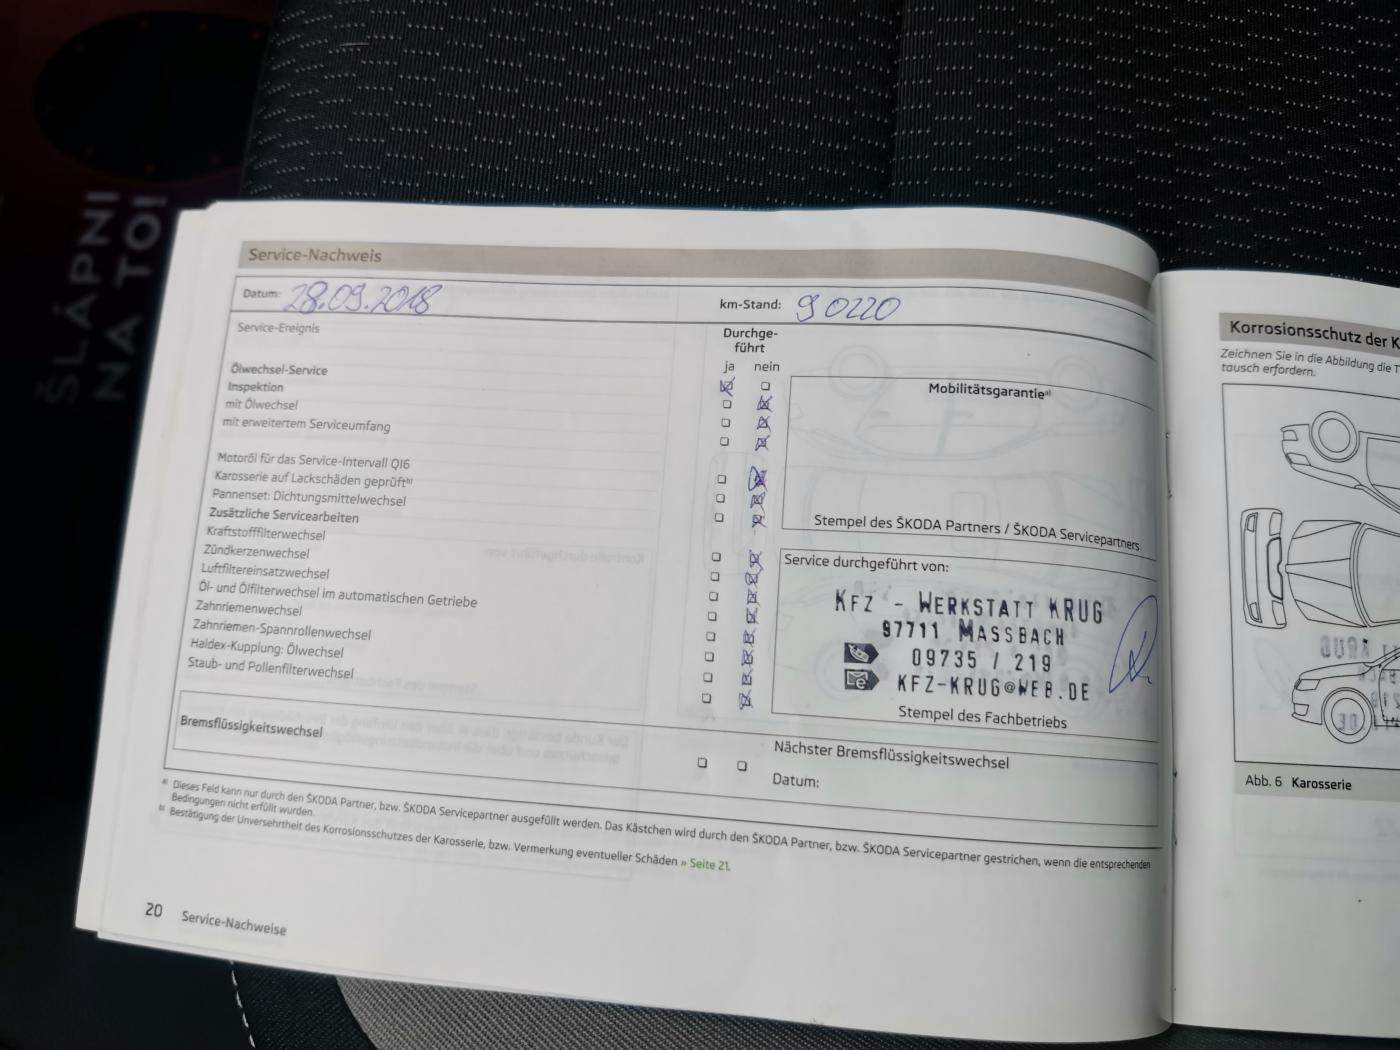 ŠLÁPNI
NA TO!
Service-Nachweis
Datum: 28.09.2018
km-Stand: 90220
Service-Ereignis
Durchge-
führt
ja nein
Ölwechsel-Service
Inspektion
mit Ölwechsel
mit erweitertem Serviceumfang
Motoröl für das Service-Intervall QI6
Karosserie auf Lackschäden geprüftb)
Pannenset: Dichtungsmittelwechsel
Zusätzliche Servicearbeiten
Kraftstofffilterwechsel
Zündkerzenwechsel
Luftfiltereinsatzwechsel
Öl- und Ölfilterwechsel im automatischen Getriebe
Zahnriemenwechsel
Zahnriemen-Spannrollenwechsel
Haldex-Kupplung: Ölwechsel
Staub- und Pollenfilterwechsel
Mobilitätsgarantiea)
Stempel des ŠKODA Partners / ŠKODA Servicepartners
Service durchgeführt von:
KFZ - WERKSTATT KRUG
97711 MASSBACH
09735 / 219
KFZ-KRUG@WEB.DE
Stempel des Fachbetriebs
Bremsflüssigkeitswechsel
Nächster Bremsflüssigkeitswechsel
Datum:
a) Dieses Feld kann nur durch den ŠKODA Partner, bzw. ŠKODA Servicepartner ausgefüllt werden. Das Kästchen wird durch den ŠKODA Partner, bzw. ŠKODA Servicepartner gestrichen, wenn die entsprechenden
Bedingungen nicht erfüllt wurden.
b) Bestätigung der Unversehrtheit des Korrosionsschutzes der Karosserie, bzw. Vermerkung eventueller Schäden » Seite 21.
20 Service-Nachweise
Korrosionsschutz der K
Zeichnen Sie in die Abbildung die T
tausch erfordern.
Abb. 6 Karosserie